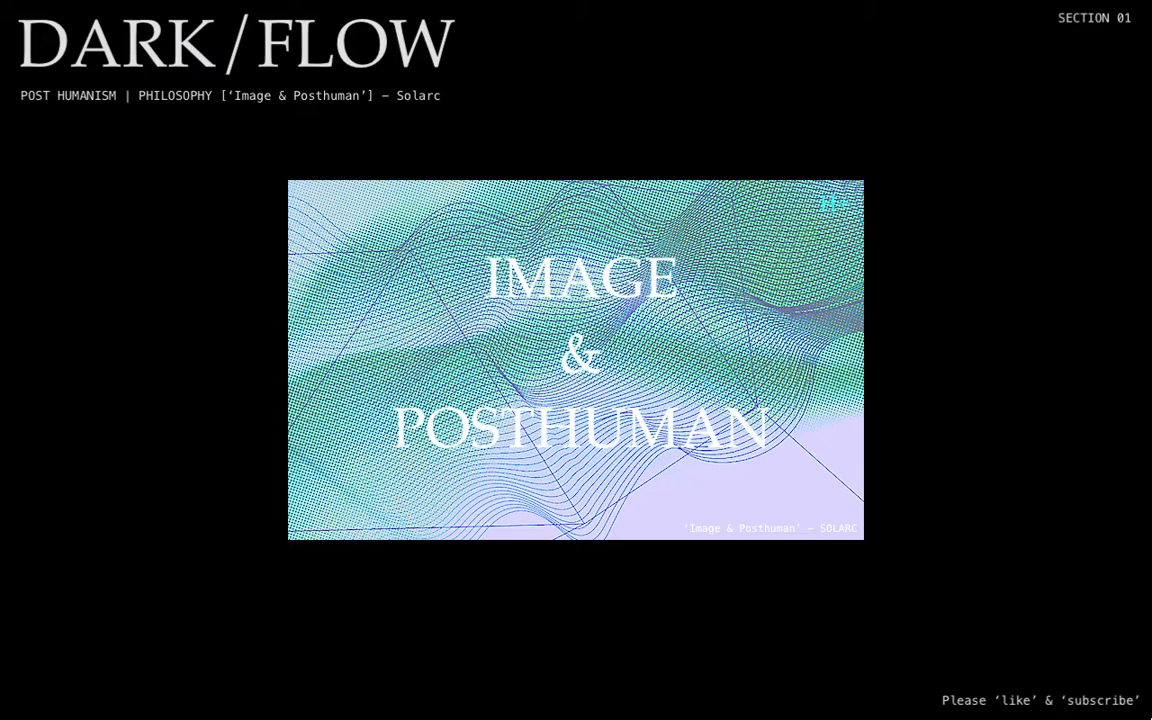 DARK/FLOW
SECTION 01
POST HUMANISM | PHILOSOPHY [‘Image & Posthuman’] – Solarc
H+
IMAGE
&
POSTHUMAN
‘Image & Posthuman’ – SOLARC
Please ‘like’ & ‘subscribe’